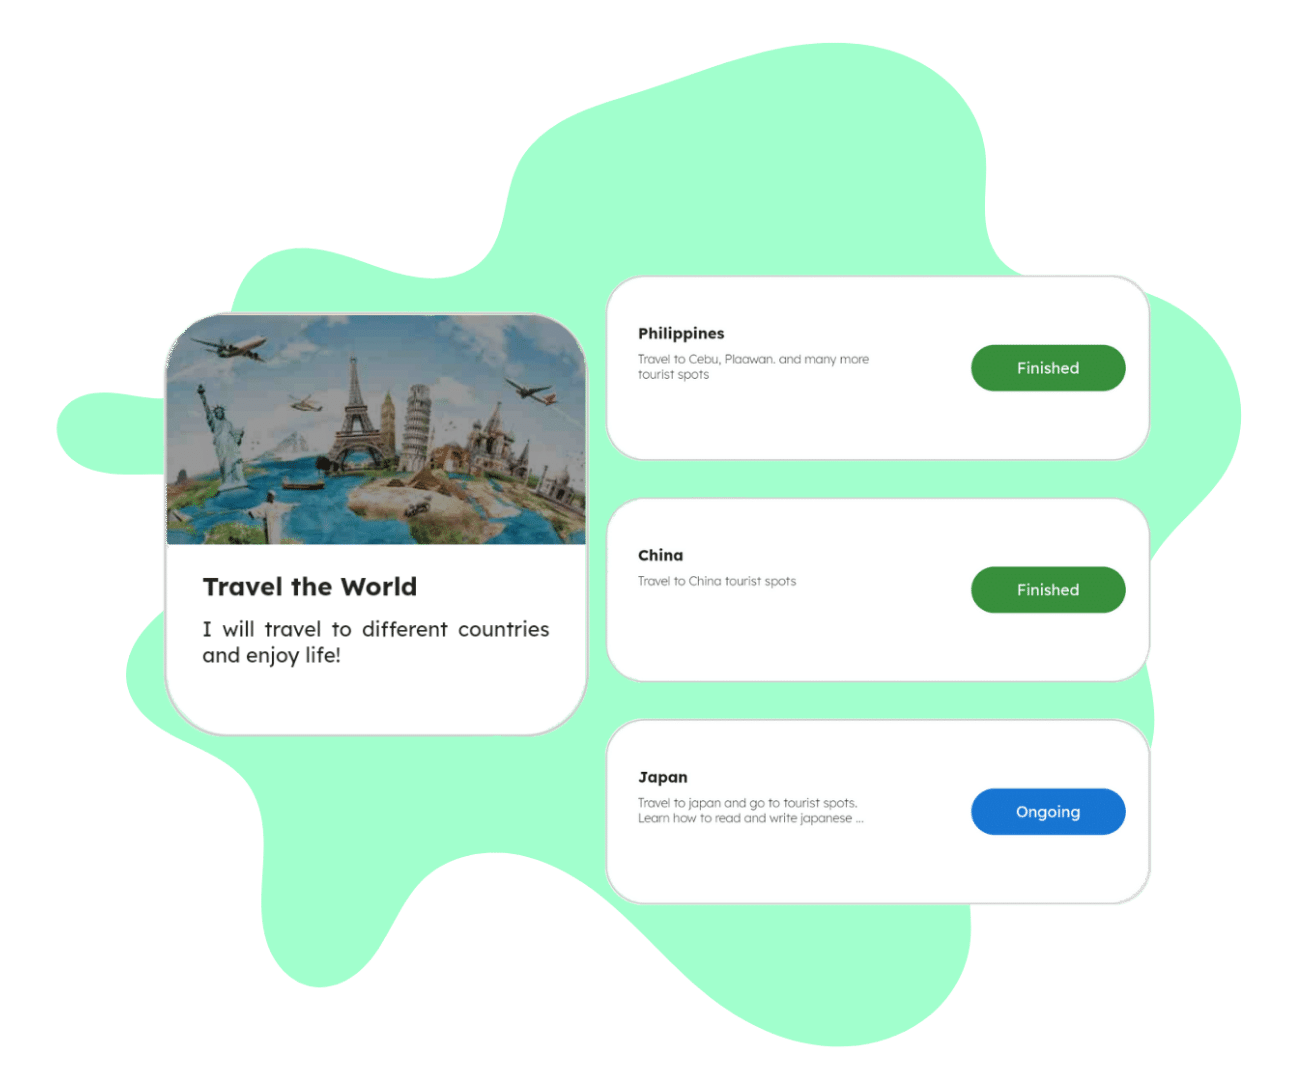 Travel the World
I will travel to different countries
and enjoy life!
Philippines
Travel to Cebu, Plaawan. and many more
tourist spots
Finished
China
Travel to China tourist spots
Finished
Japan
Travel to japan and go to tourist spots.
Learn how to read and write japanese ...
Ongoing